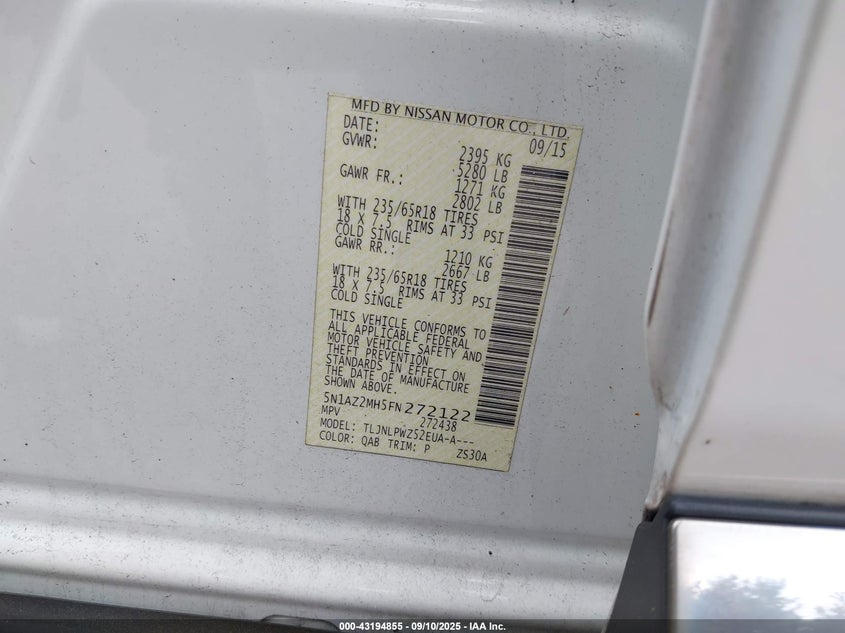 MFD BY NISSAN MOTOR CO., LTD.
DATE: 09/15
GVWR: 2395 KG
5280 LB
GAWR FR.: 1271 KG
2802 LB
WITH 235/65R18 TIRES
18 X 7.5 RIMS AT 33 PSI
COLD SINGLE
GAWR RR.: 1210 KG
2667 LB
WITH 235/65R18 TIRES
18 X 7.5 RIMS AT 33 PSI
COLD SINGLE
THIS VEHICLE CONFORMS TO
ALL APPLICABLE FEDERAL
MOTOR VEHICLE SAFETY AND
THEFT PREVENTION
STANDARDS IN EFFECT ON
THE DATE OF MANUFACTURE
SHOWN ABOVE.
5N1AZ2MH5FN272122
MPV 272438
MODEL: TLJNLPWZ52EUA-A---
COLOR: QAB TRIM: P ZS30A
000-43194855 - 09/10/2025 - IAA Inc.